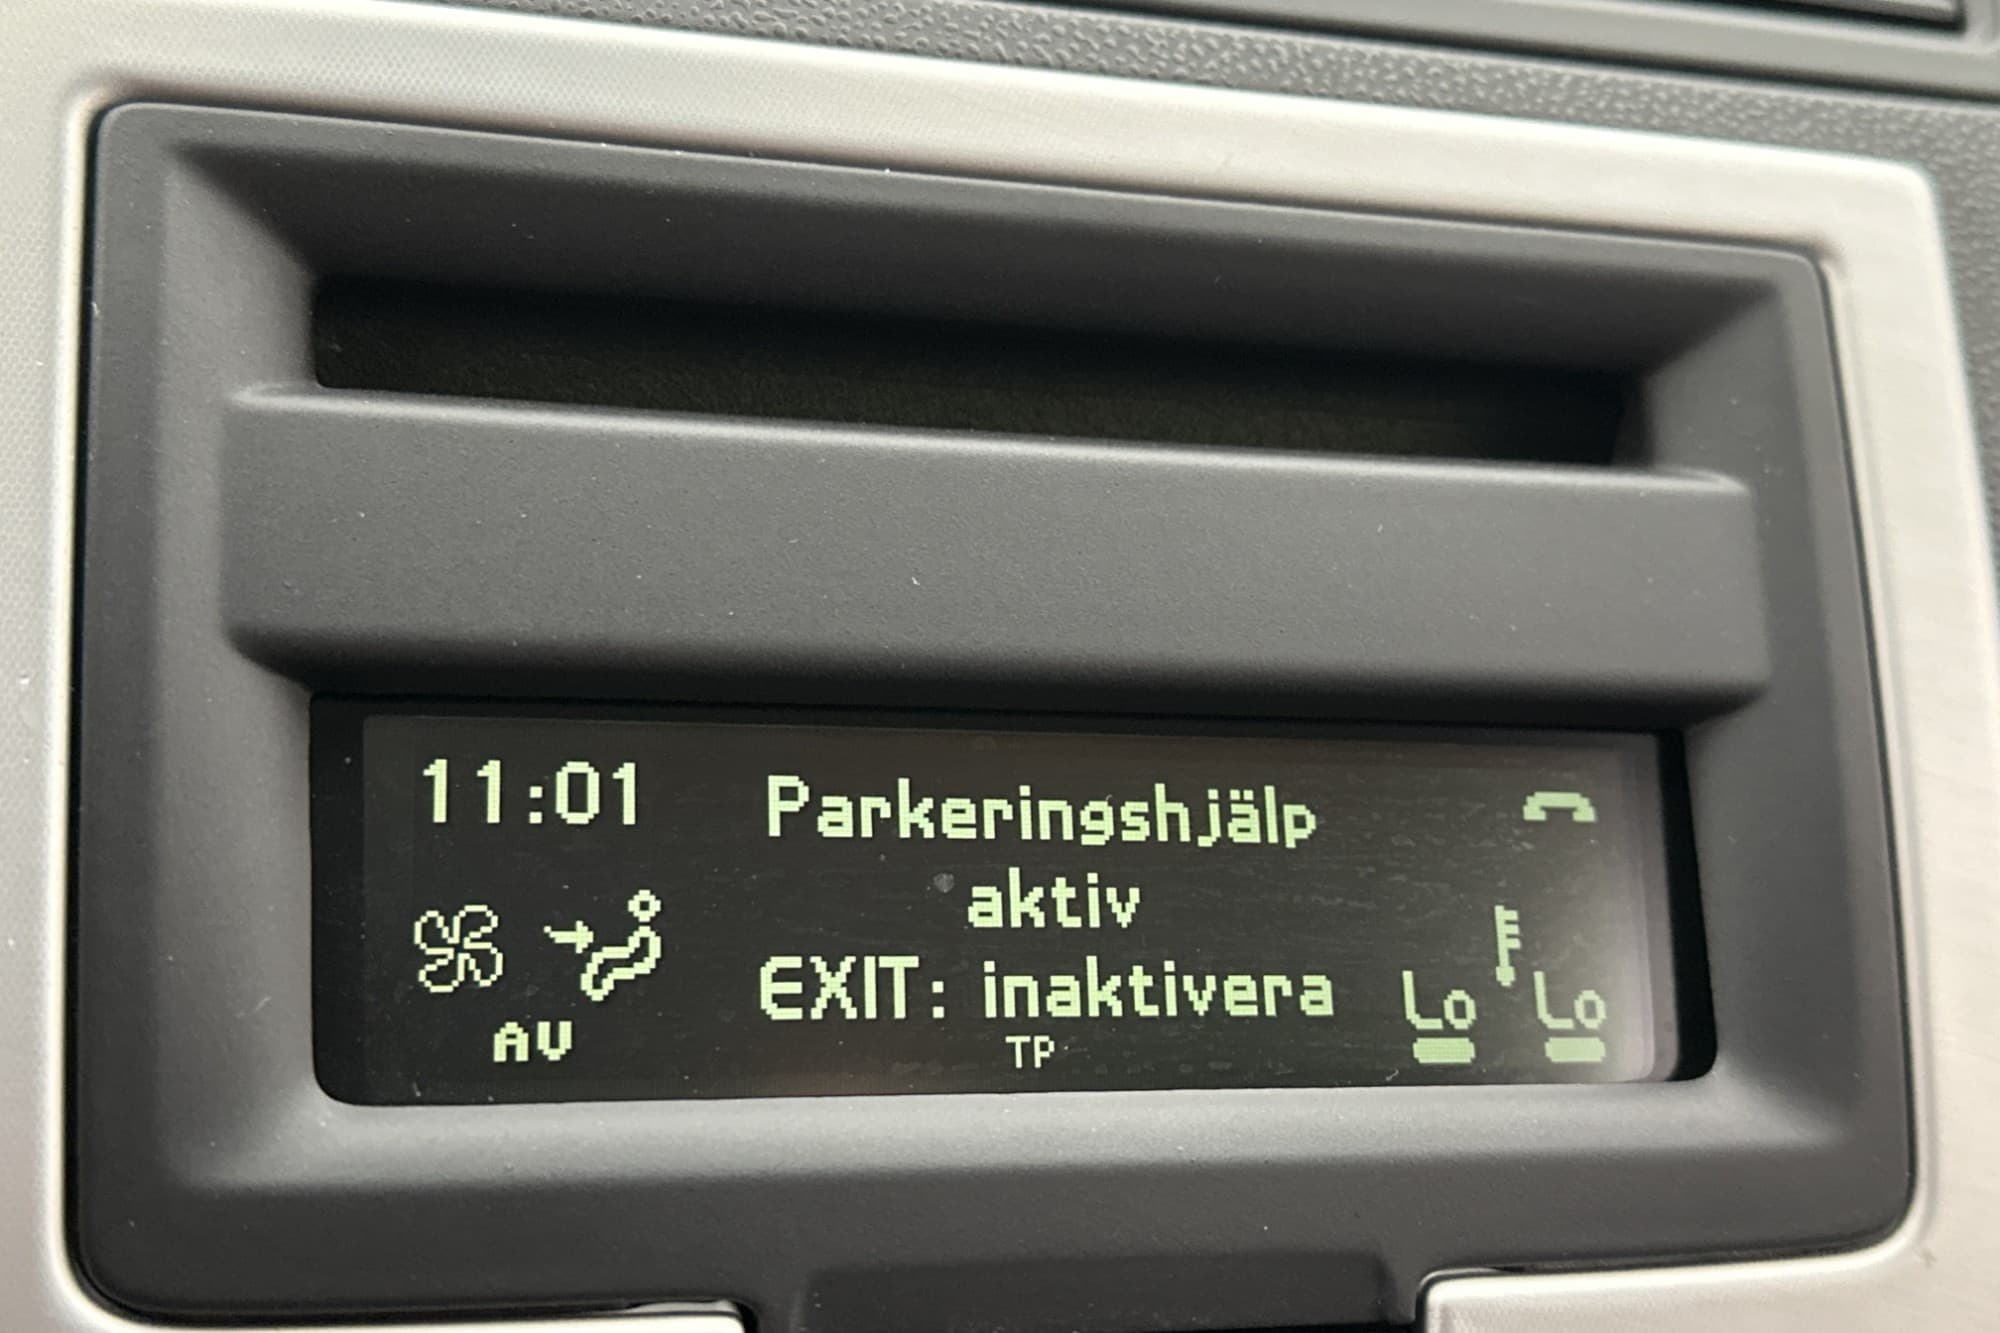 11:01
Parkeringshjälp
aktiv
EXIT: inaktivera
AV
TP
Lo
Lo